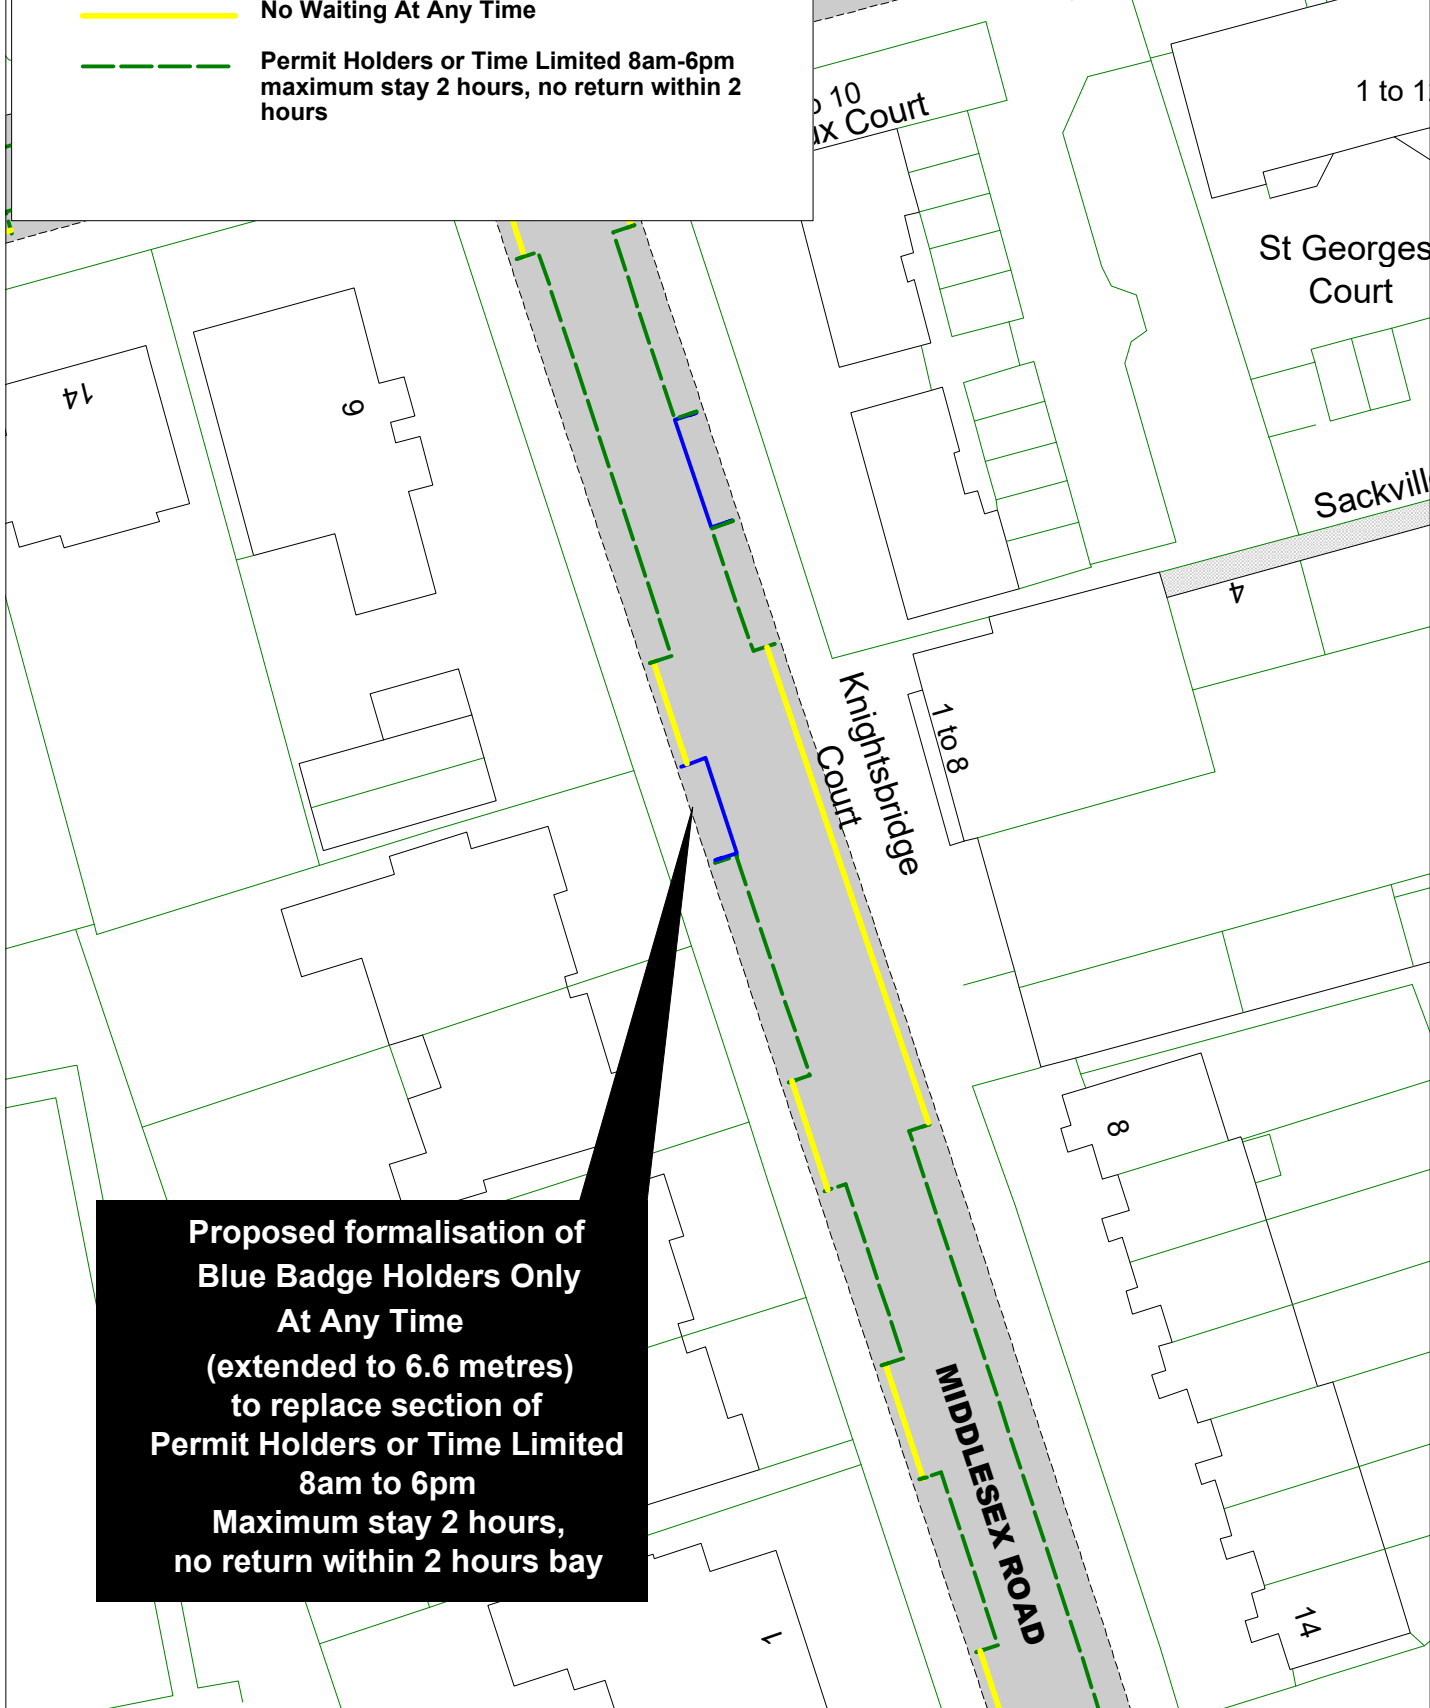 No Waiting At Any Time
Permit Holders or Time Limited 8am-6pm
maximum stay 2 hours, no return within 2
hours
10
Court
1 to
St Georges
Court
14
9
4
Knightsbridge
Court
1 to 8
8
Proposed formalisation of
Blue Badge Holders Only
At Any Time
(extended to 6.6 metres)
to replace section of
Permit Holders or Time Limited
8am to 6pm
Maximum stay 2 hours,
no return within 2 hours bay
MIDDLESEX ROAD
1
14